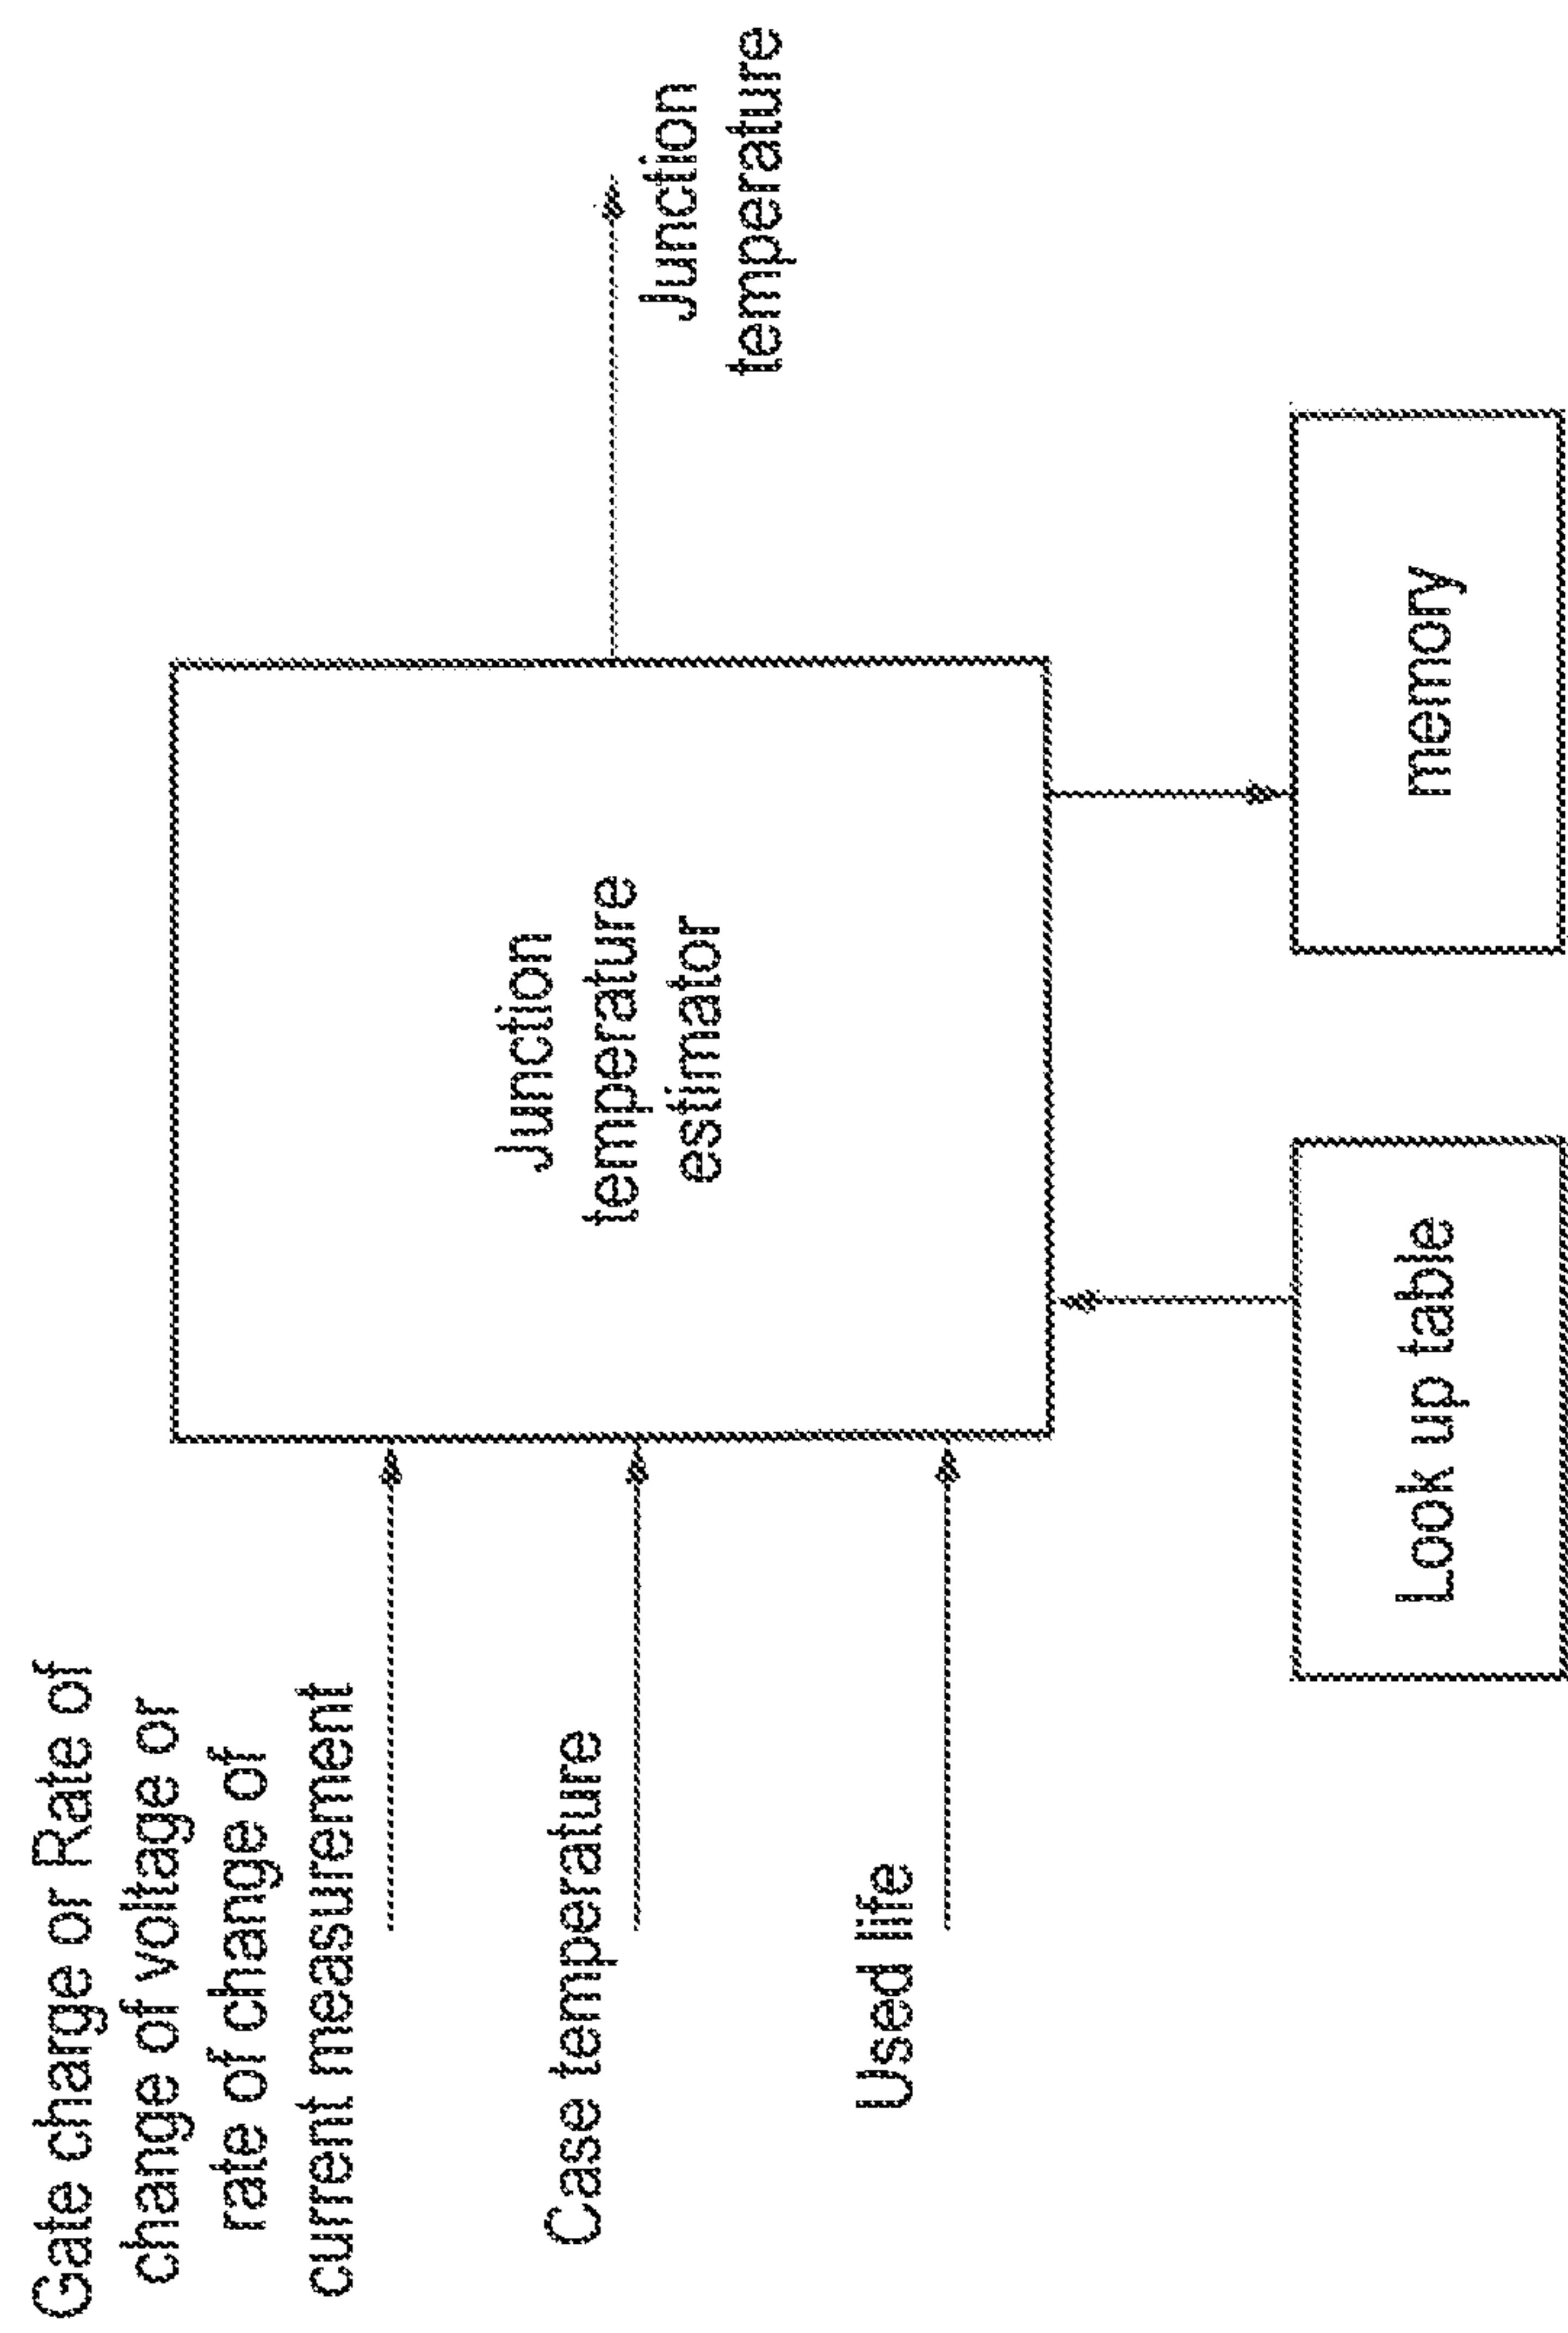 Gate charge or Rate of
change of voltage or
rate of change of
current measurement
Case temperature
Used life
Junction
temperature
estimator
Junction
temperature
Look up table
memory